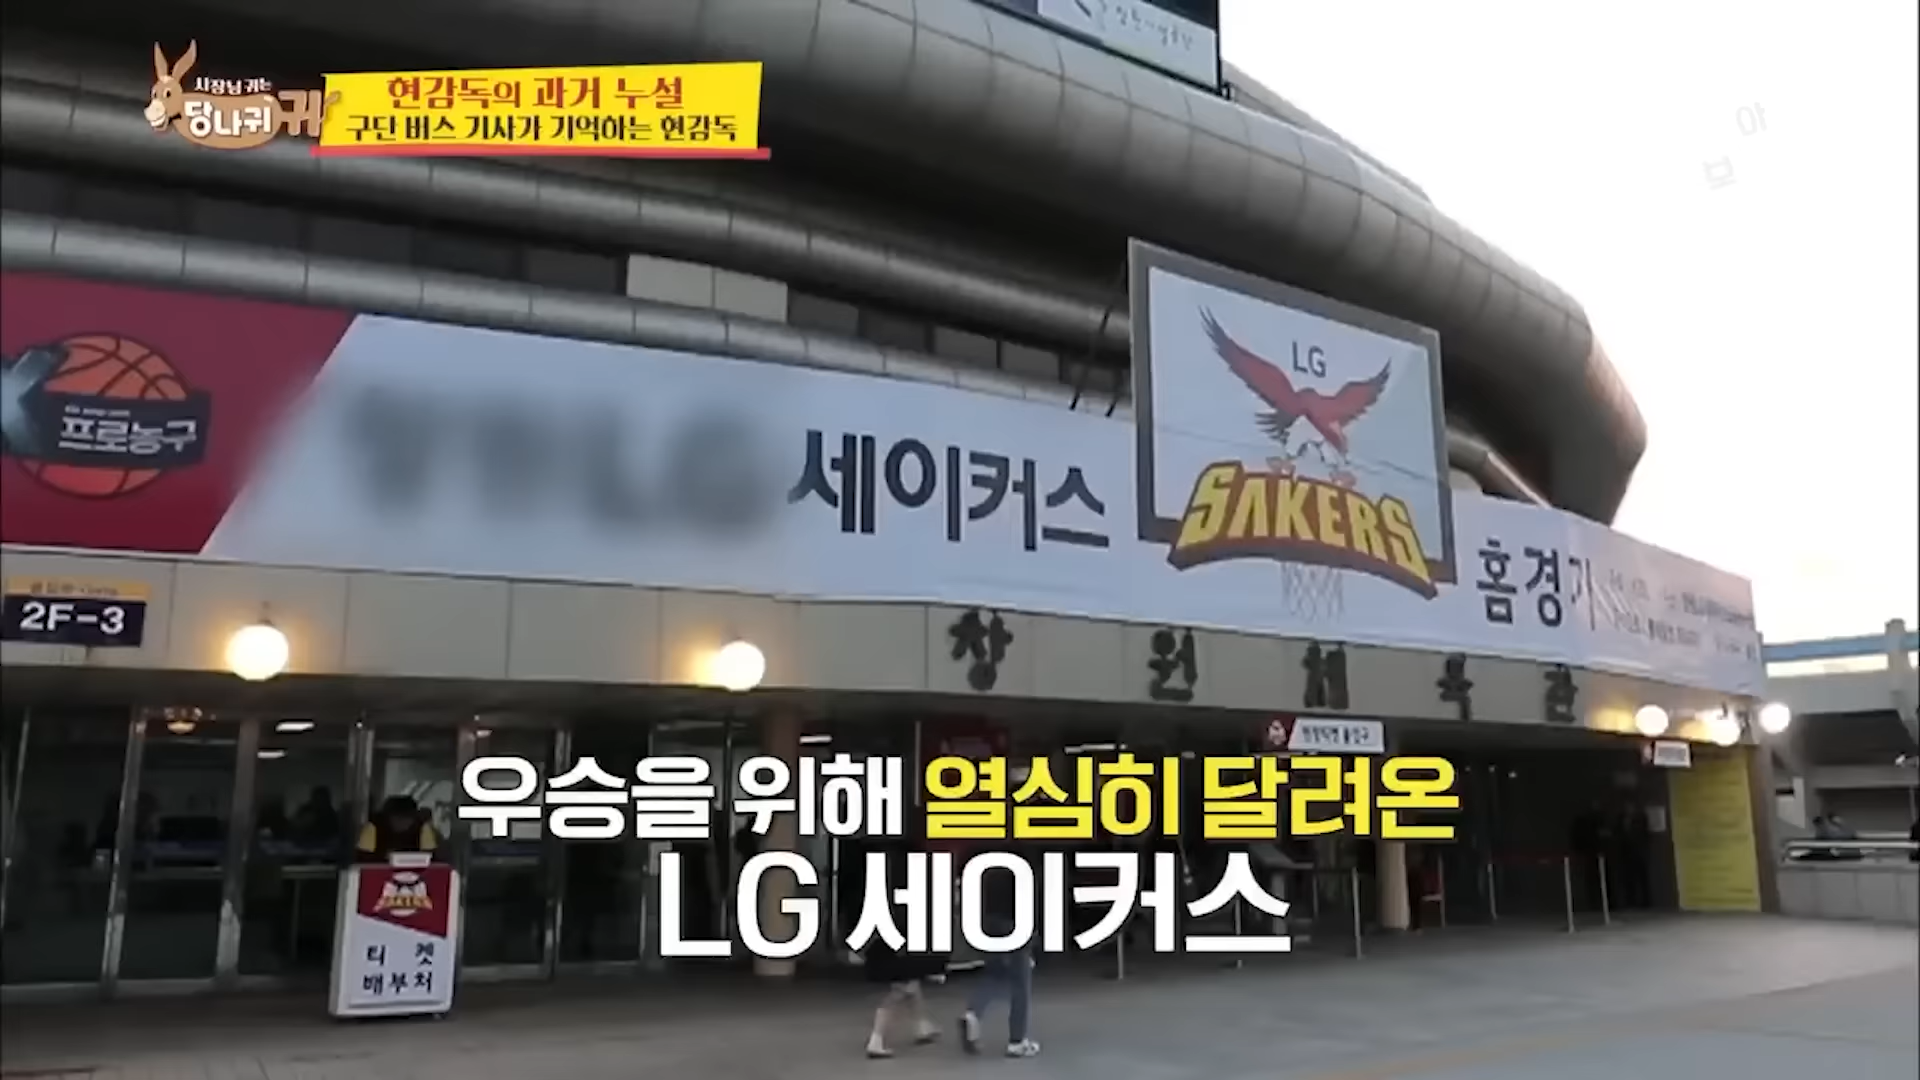 사장님 귀는
당나귀 귀
현감독의 과거 누설
구단 버스 기사가 기억하는 현감독
아
브
프로농구
LG
세이커스
SAKERS
홈경기
2F-3
창원체육관
우승을 위해 열심히 달려온
LG 세이커스
SAKERS
티켓
배부처